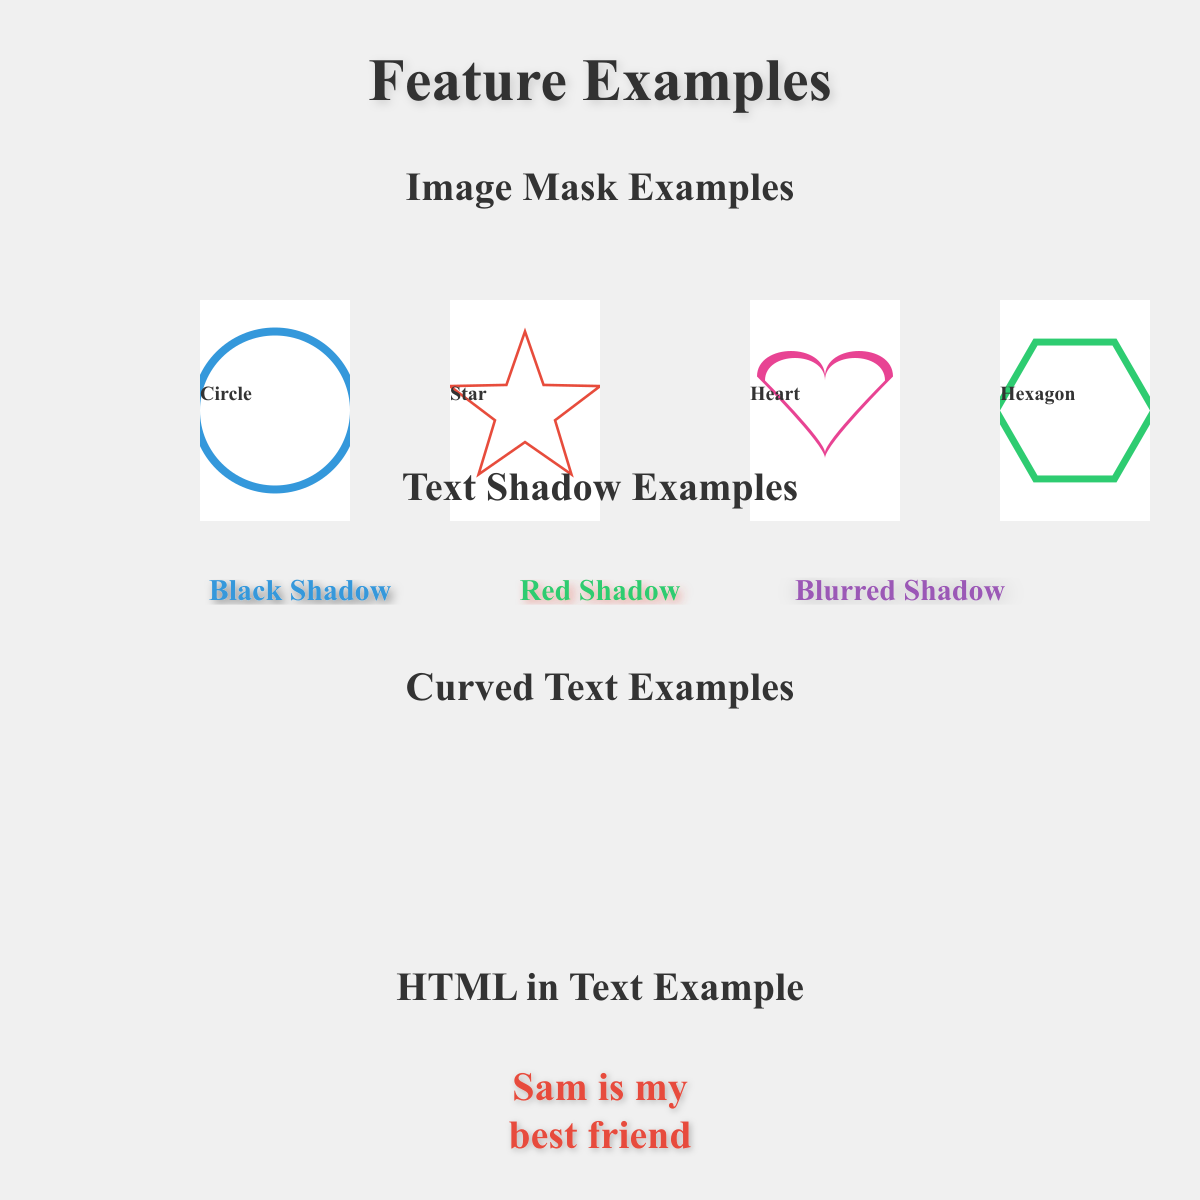 Feature Examples
Image Mask Examples
Circle
Star
Heart
Hexagon
Text Shadow Examples
Black Shadow
Red Shadow
Blurred Shadow
Curved Text Examples
HTML in Text Example
Sam is my
best friend